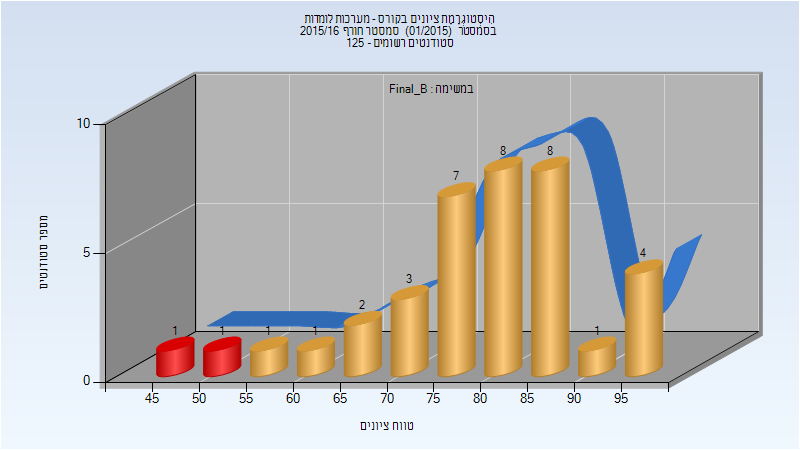 היסטוגרמת ציונים בקורס - מערכות לומדות
בסמסטר (01/2015) סמסטר חורף 2015/16
סטודנטים רשומים - 125
במשימה : Final_B
10
5
0
מספר סטודנטים
1 1 1 1 2 3 7 8 8 1 4
45 50 55 60 65 70 75 80 85 90 95
טווח ציונים